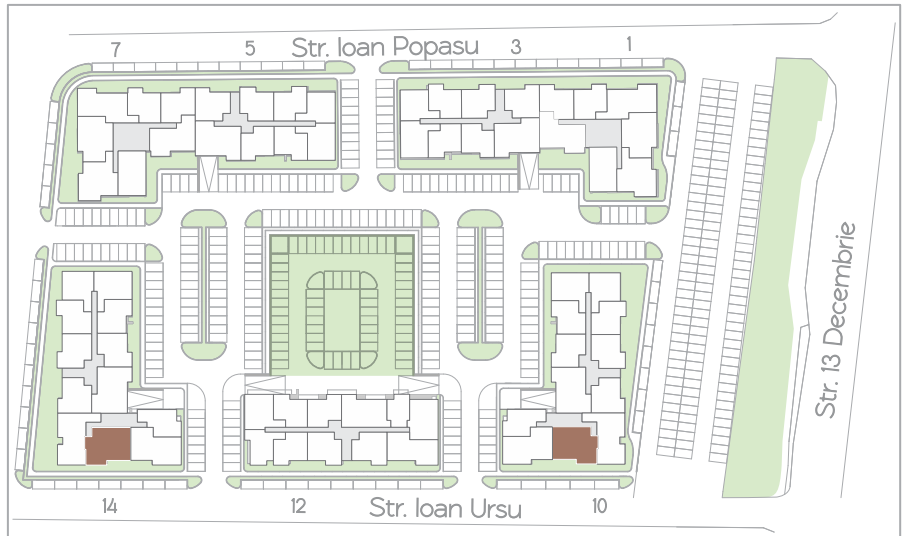 7 5 Str. Ioan Popasu 3 1
Str. 13 Decembrie
14 12 Str. Ioan Ursu 10